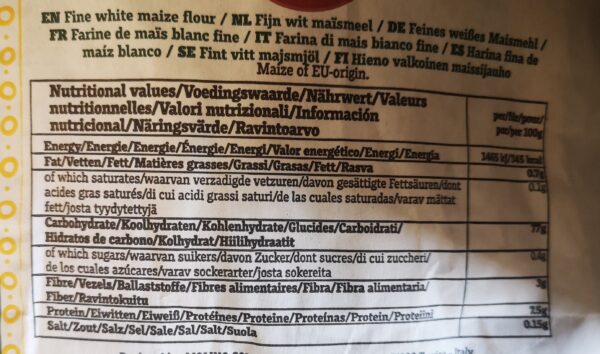 EN Fine white maize flour / NL Fijn wit maïsmeel / DE Feines weißes Maismehl /
FR Farine de maïs blanc fine / IT Farina di mais bianco fine / ES Harina fina de
maíz blanco / SE Fint vitt majsmjöl / FI Hieno valkoinen maissijauho
Maize of EU-origin.
Nutritional values/Voedingswaarde/Nährwert/Valeurs
nutritionnelles/Valori nutrizionali/Información
nutricional/Näringsvärde/Ravintoarvo
per/für/pour/
por/per 100g
Energy/Energie/Energie/Énergie/Energi/Valor energético/Energi/Energia 1465 kJ/345 kcal
Fat/Vetten/Fett/Matières grasses/Grassi/Grasas/Fett/Rasva
of which saturates/waarvan verzadigde vetzuren/davon gesättigte Fettsäuren/dont
acides gras saturés/di cui acidi grassi saturi/de las cuales saturadas/varav mättat
fett/josta tyydytettyjä
Carbohydrate/Koolhydraten/Kohlenhydrate/Glucides/Carboidrati/ 77g
Hidratos de carbono/Kolhydrat/Hiilihydraatit
of which sugars/waarvan suikers/davon Zucker/dont sucres/di cui zuccheri/
de los cuales azúcares/varav sockerarter/josta sokereita
Fibre/Vezels/Ballaststoffe/Fibres alimentaires/Fibra/Fibra alimentaria/ 3g
Fiber/Ravintokuitu
Protein/Eiwitten/Eiweiß/Protéines/Proteine/Proteínas/Protein/Proteiini 7.5g
Salt/Zout/Salz/Sel/Sale/Sal/Salt/Suola 0.15g